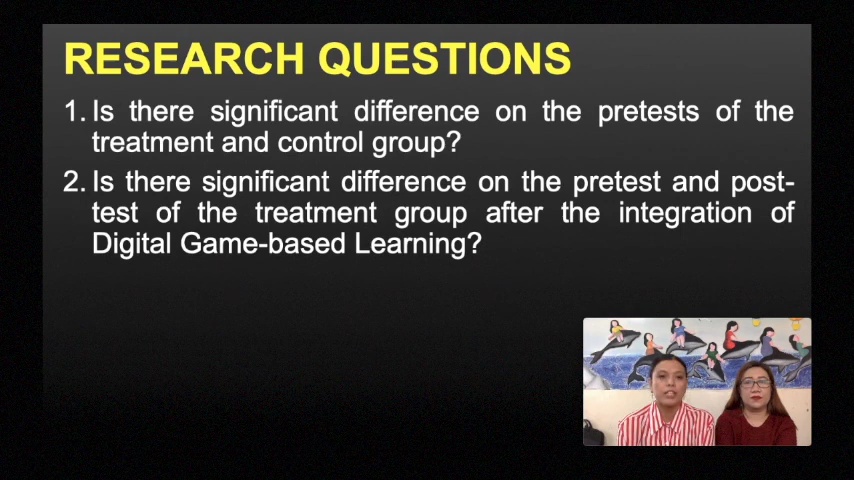 RESEARCH QUESTIONS
1. Is there significant difference on the pretests of the
treatment and control group?
2. Is there significant difference on the pretest and post-
test of the treatment group after the integration of
Digital Game-based Learning?